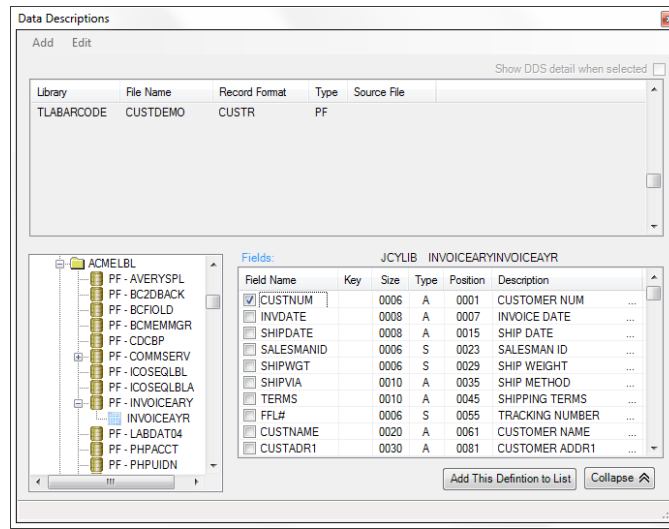 Data Descriptions
Add Edit
Show DDS detail when selected
Library File Name Record Format Type Source File
TLABARCODE CUSTDEMO CUSTR PF
ACMELBL
PF - AVERYSPL
PF - BC2DBACK
PF - BCFIOLD
PF - BCMEMMGR
PF - CDCBP
PF - COMMSERV
PF - ICOSEQLBL
PF - ICOSEQLBLA
PF - INVOICEARY
INVOICEAYR
PF - LABDAT04
PF - PHPACCT
PF - PHPUIDN
Fields: JCYLIB INVOICEARYINVOICEAYR
Field Name Key Size Type Position Description
CUSTNUM 0006 A 0001 CUSTOMER NUM ...
INVDATE 0008 A 0007 INVOICE DATE ...
SHIPDATE 0008 A 0015 SHIP DATE ...
SALESMANID 0006 S 0023 SALESMAN ID ...
SHIPWGT 0006 S 0029 SHIP WEIGHT ...
SHIPVIA 0010 A 0035 SHIP METHOD ...
TERMS 0010 A 0045 SHIPPING TERMS ...
FFL# 0006 S 0055 TRACKING NUMBER ...
CUSTNAME 0020 A 0061 CUSTOMER NAME ...
CUSTADR1 0030 A 0081 CUSTOMER ADDR1 ...
Add This Defintion to List Collapse